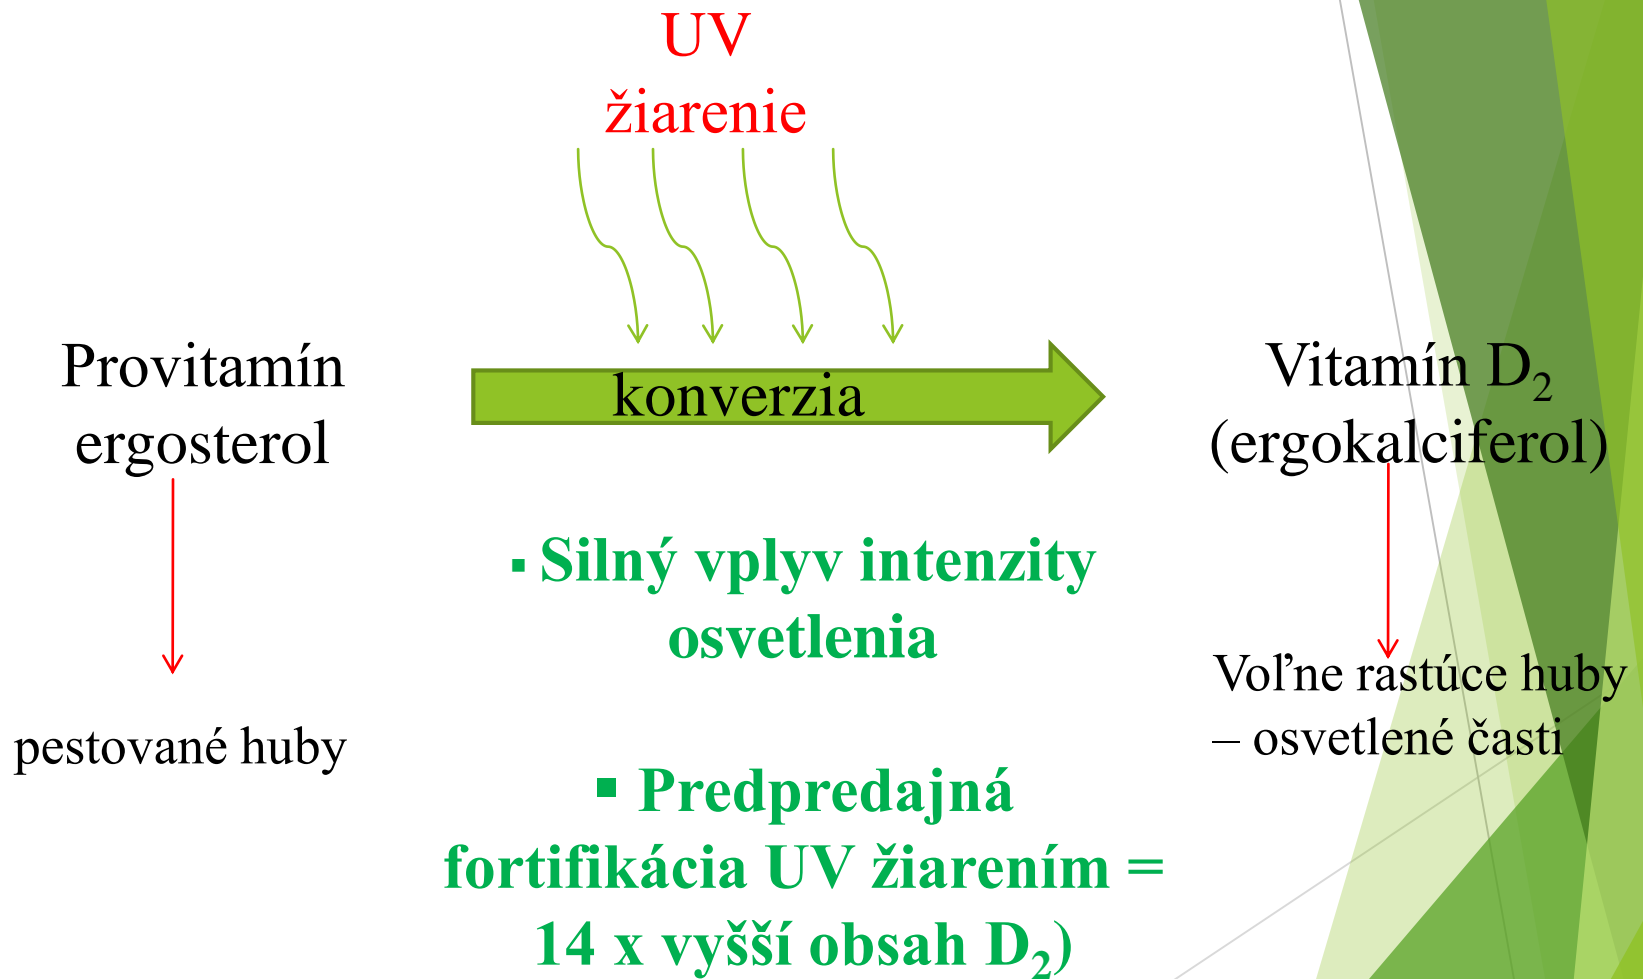 UV
žiarenie
Provitamín
ergosterol
konverzia
Vitamín D₂
(ergokalciferol)
▪ Silný vplyv intenzity
osvetlenia
pestované huby
Voľne rastúce huby
– osvetlené časti
▪ Predpredajná
fortifikácia UV žiarením =
14 x vyšší obsah D₂)